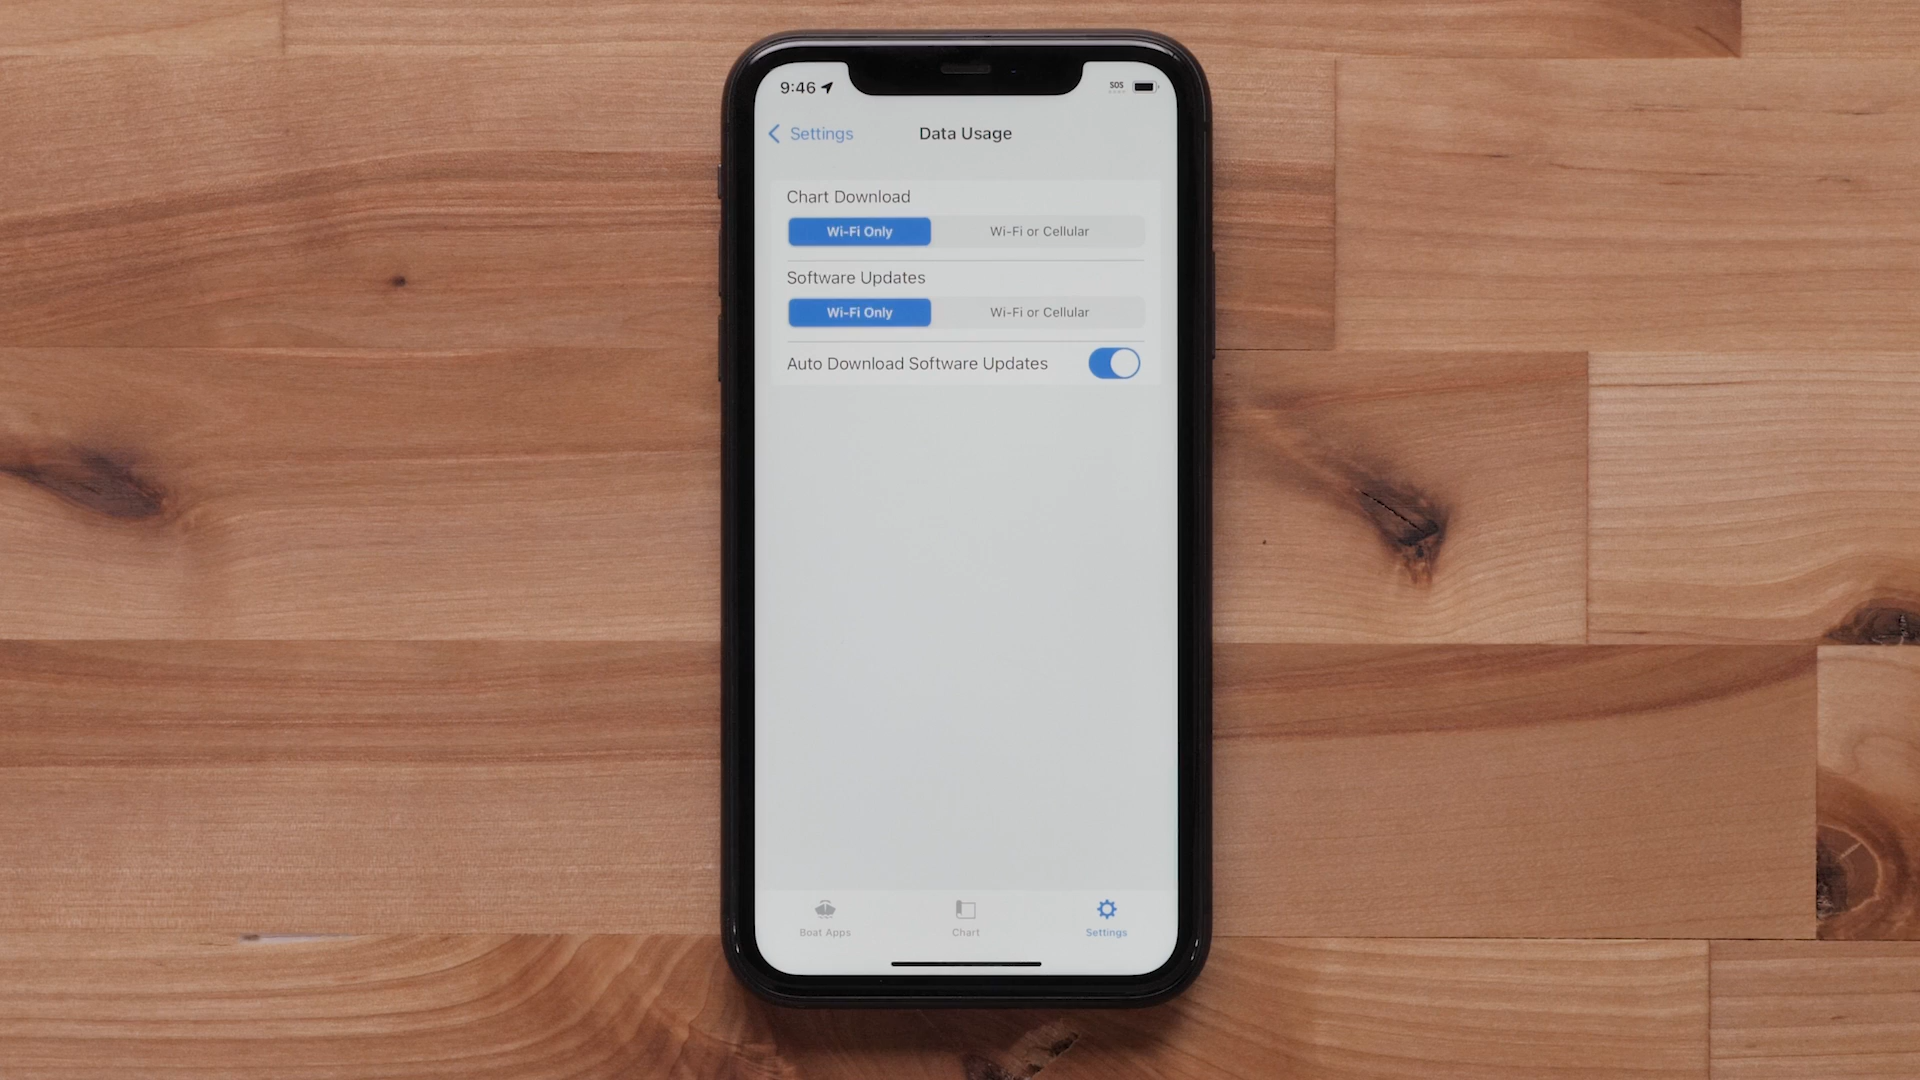 9:46
SOS
Settings
Data Usage
Chart Download
Wi-Fi Only
Wi-Fi or Cellular
Software Updates
Wi-Fi Only
Wi-Fi or Cellular
Auto Download Software Updates
Boat Apps
Chart
Settings